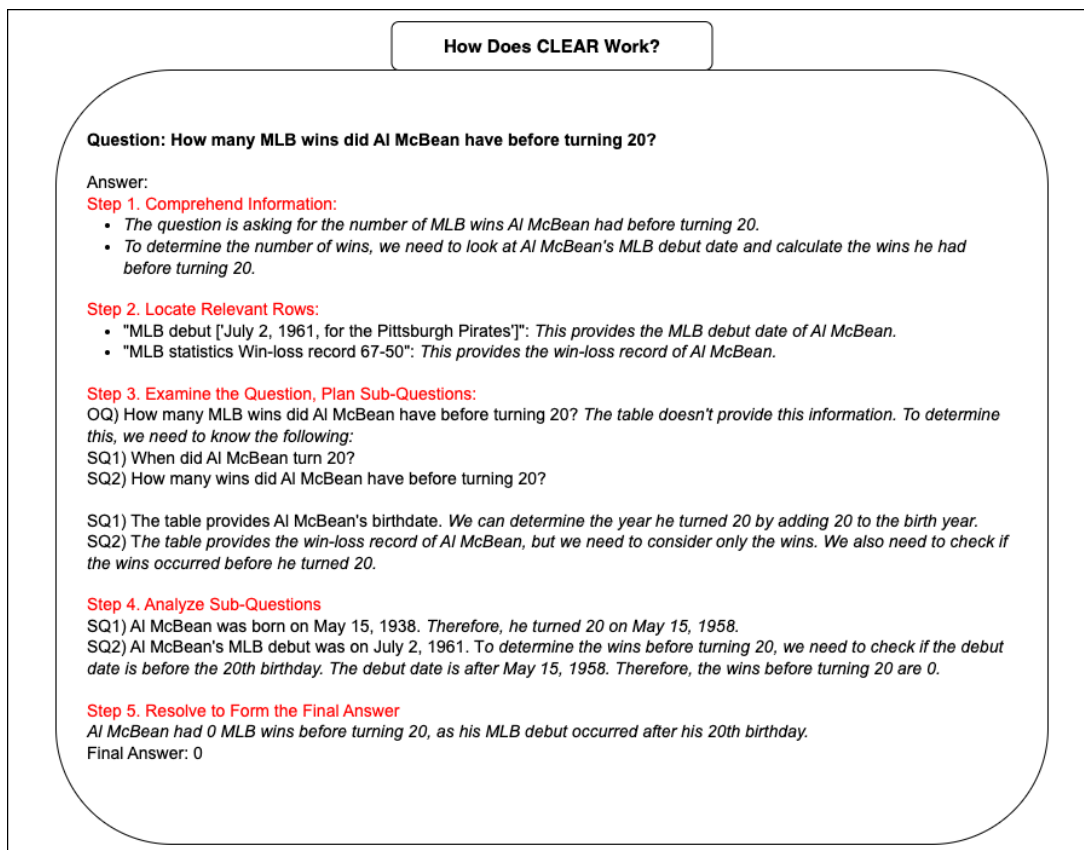 How Does CLEAR Work?
Question: How many MLB wins did Al McBean have before turning 20?
Answer:
Step 1. Comprehend Information:
• The question is asking for the number of MLB wins Al McBean had before turning 20.
• To determine the number of wins, we need to look at Al McBean's MLB debut date and calculate the wins he had
before turning 20.
Step 2. Locate Relevant Rows:
• "MLB debut ['July 2, 1961, for the Pittsburgh Pirates']": This provides the MLB debut date of Al McBean.
• "MLB statistics Win-loss record 67-50": This provides the win-loss record of Al McBean.
Step 3. Examine the Question, Plan Sub-Questions:
OQ) How many MLB wins did Al McBean have before turning 20? The table doesn't provide this information. To determine
this, we need to know the following:
SQ1) When did Al McBean turn 20?
SQ2) How many wins did Al McBean have before turning 20?
SQ1) The table provides Al McBean's birthdate. We can determine the year he turned 20 by adding 20 to the birth year.
SQ2) The table provides the win-loss record of Al McBean, but we need to consider only the wins. We also need to check if
the wins occurred before he turned 20.
Step 4. Analyze Sub-Questions
SQ1) Al McBean was born on May 15, 1938. Therefore, he turned 20 on May 15, 1958.
SQ2) Al McBean's MLB debut was on July 2, 1961. To determine the wins before turning 20, we need to check if the debut
date is before the 20th birthday. The debut date is after May 15, 1958. Therefore, the wins before turning 20 are 0.
Step 5. Resolve to Form the Final Answer
Al McBean had 0 MLB wins before turning 20, as his MLB debut occurred after his 20th birthday.
Final Answer: 0